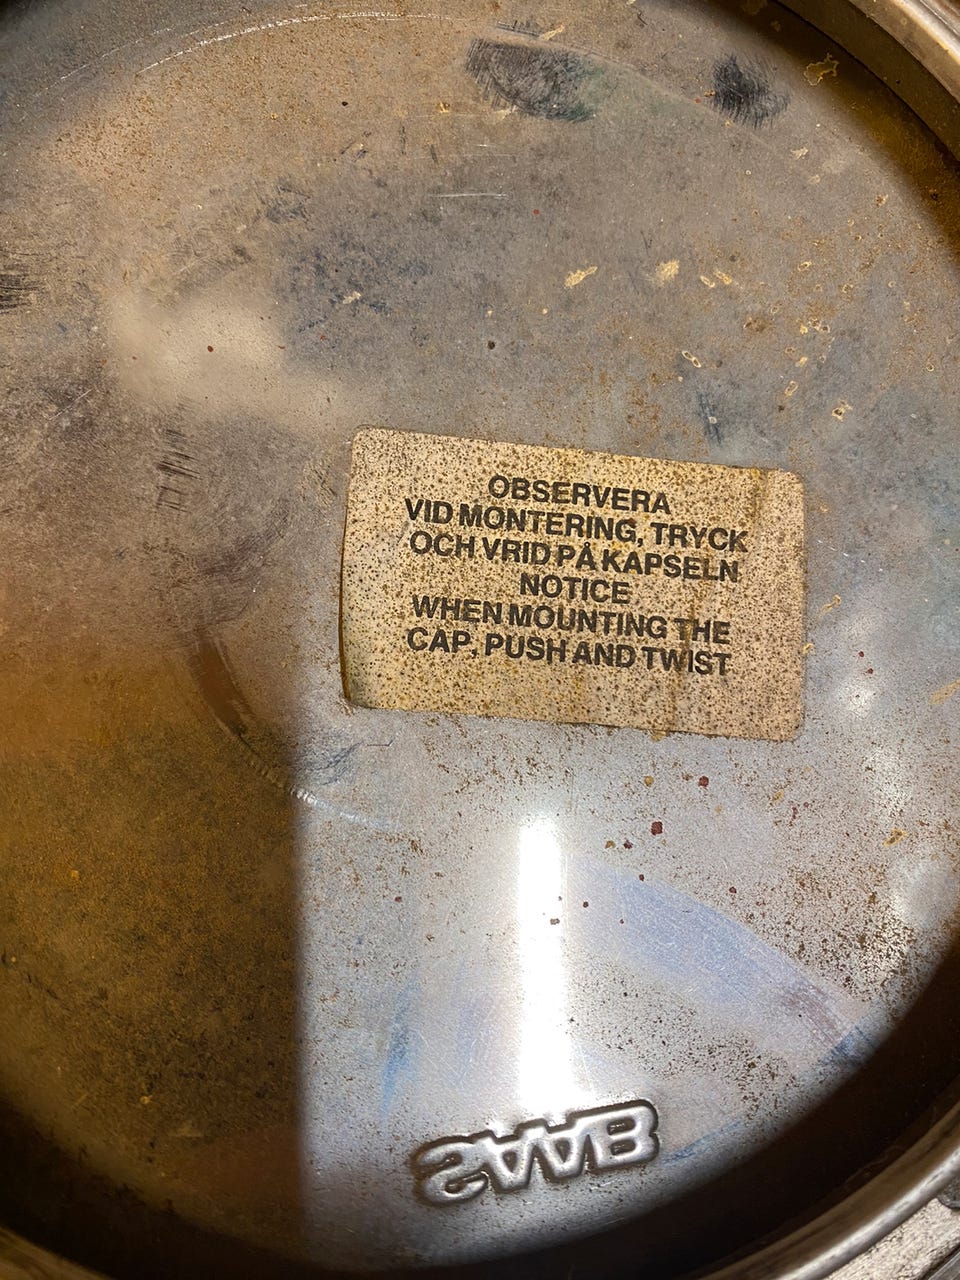 OBSERVERA
VID MONTERING, TRYCK
OCH VRID PÅ KAPSELN
NOTICE
WHEN MOUNTING THE
CAP, PUSH AND TWIST
SAAB